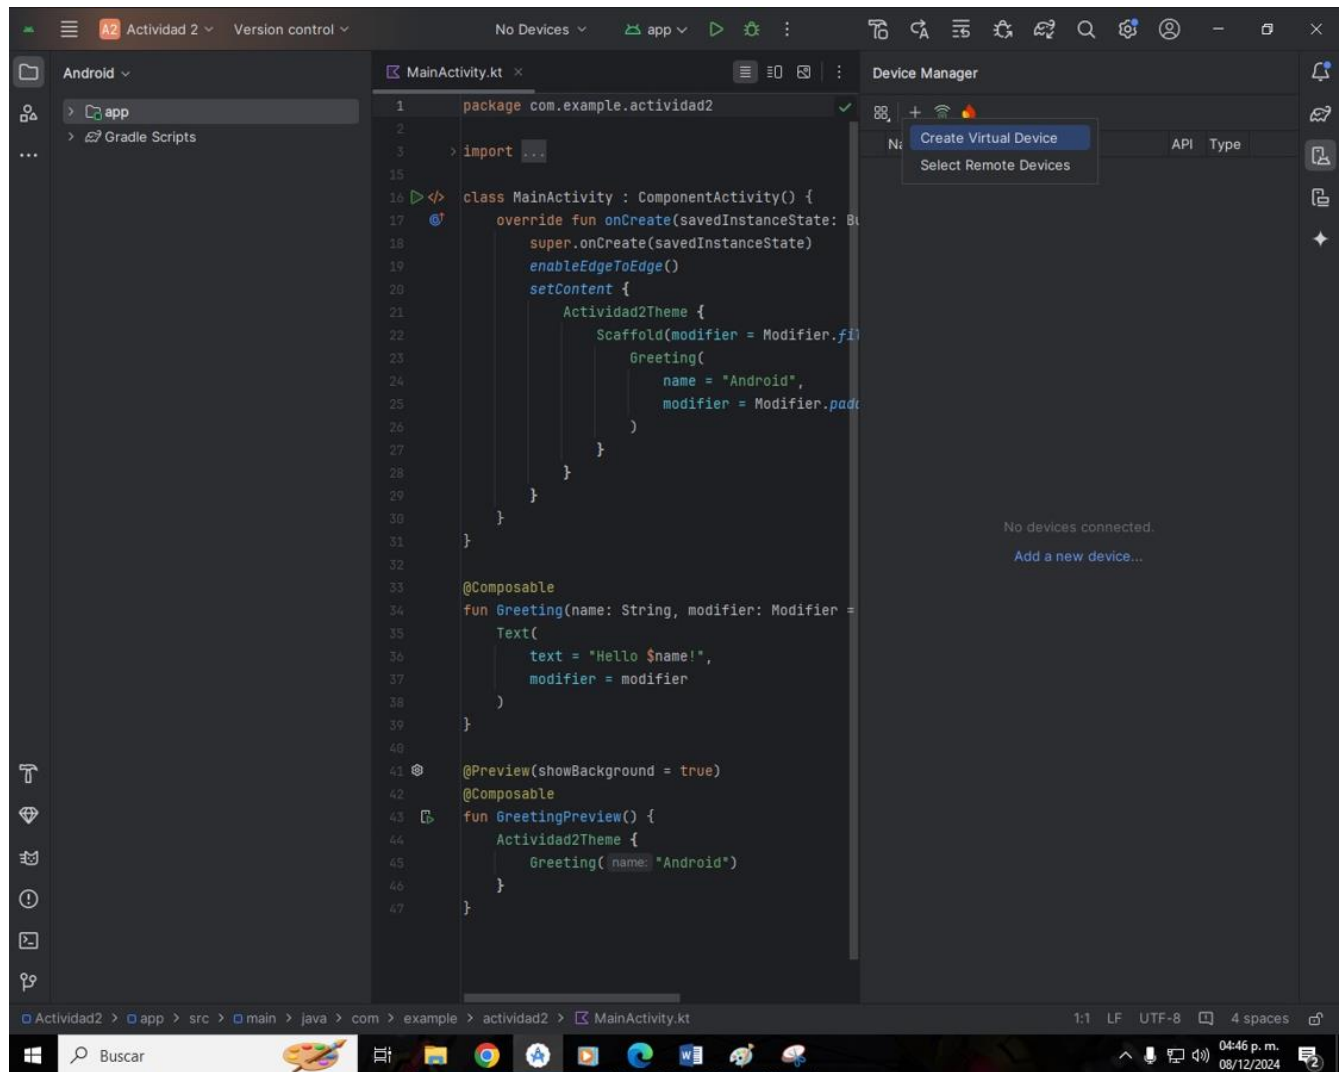 A2 Actividad 2 Version control No Devices app
Android
app
Gradle Scripts
MainActivity.kt
1 package com.example.actividad2
2
3 import ...
15
16 class MainActivity : ComponentActivity() {
17 override fun onCreate(savedInstanceState: Bu
18 super.onCreate(savedInstanceState)
19 enableEdgeToEdge()
20 setContent {
21 Actividad2Theme {
22 Scaffold(modifier = Modifier.fil
23 Greeting(
24 name = "Android",
25 modifier = Modifier.padd
26 )
27 }
28 }
29 }
30 }
31 }
32
33 @Composable
34 fun Greeting(name: String, modifier: Modifier =
35 Text(
36 text = "Hello $name!",
37 modifier = modifier
38 )
39 }
40
41 @Preview(showBackground = true)
42 @Composable
43 fun GreetingPreview() {
44 Actividad2Theme {
45 Greeting( name: "Android")
46 }
47 }
Device Manager
Create Virtual Device
Select Remote Devices
Na API Type
No devices connected.
Add a new device...
Actividad2 > app > src > main > java > com > example > actividad2 > MainActivity.kt 1:1 LF UTF-8 4 spaces
Buscar
04:46 p. m.
08/12/2024
2